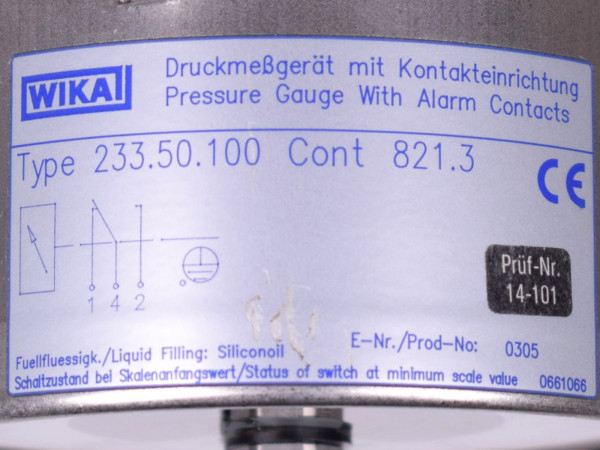 WIKA
Druckmeßgerät mit Kontakteinrichtung
Pressure Gauge With Alarm Contacts
Type 233.50.100 Cont 821.3
CE
1 4 2
Prüf-Nr.
14-101
E-Nr./Prod-No: 0305
Fuellfluessigk./Liquid Filling: Siliconoil
Schaltzustand bei Skalenanfangswert/Status of switch at minimum scale value 0661066